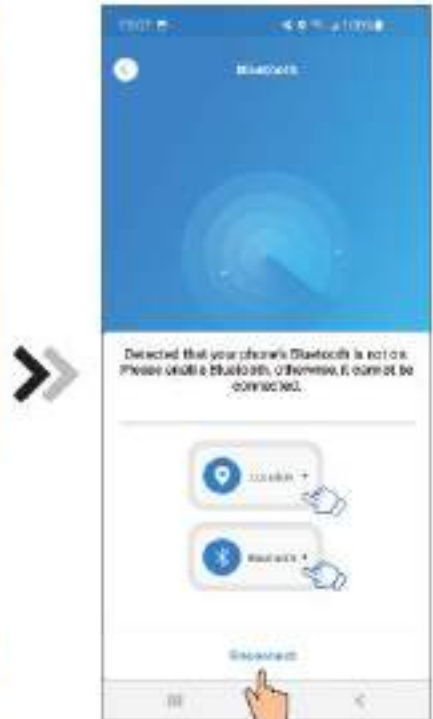 Bluetooth
Detected that your phone's Bluetooth is not on.
Please enable Bluetooth, otherwise, it cannot be
connected.
Location
Bluetooth